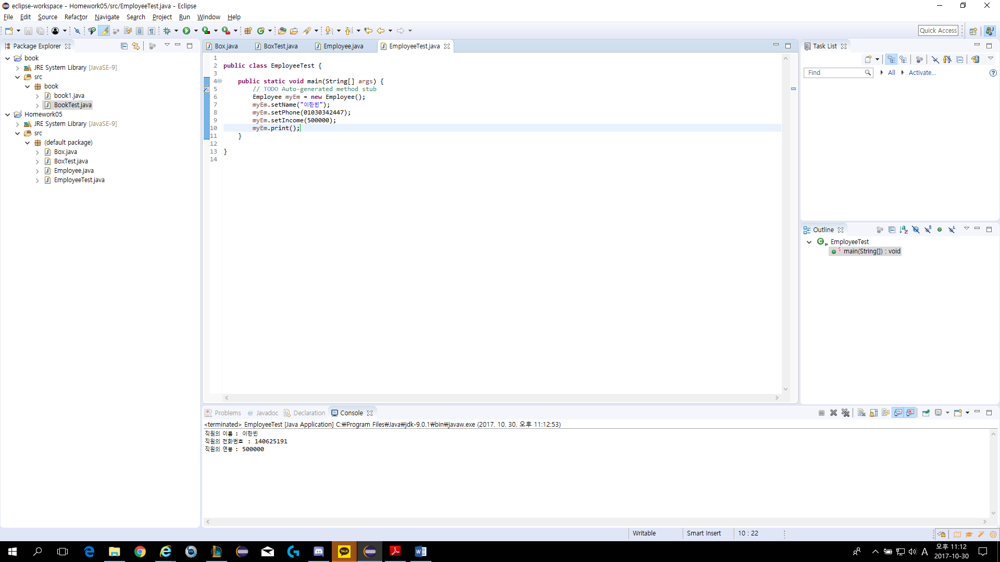 eclipse-workspace - Homework05/src/EmployeeTest.java - Eclipse
File Edit Source Refactor Navigate Search Project Run Window Help
Quick Access
Package Explorer
book
JRE System Library [JavaSE-9]
src
book
book1.java
BookTest.java
Homework05
JRE System Library [JavaSE-9]
src
(default package)
Box.java
BoxTest.java
Employee.java
EmployeeTest.java
Box.java BoxTest.java Employee.java EmployeeTest.java
1
2 public class EmployeeTest {
3
4 public static void main(String[] args) {
5 // TODO Auto-generated method stub
6 Employee myEm = new Employee();
7 myEm.setName("이한빈");
8 myEm.setPhone(01030342447);
9 myEm.setIncome(500000);
10 myEm.print();
11 }
12
13 }
14
Task List
Find All Activate...
Outline
EmployeeTest
main(String[]) : void
Problems @ Javadoc Declaration Console
<terminated> EmployeeTest [Java Application] C:₩Program Files₩Java₩jdk-9.0.1₩bin₩javaw.exe (2017. 10. 30. 오후 11:12:53)
직원의 이름 : 이한빈
직원의 전화번호 : 140625191
직원의 연봉 : 500000
Writable Smart Insert 10 : 22
TALK
A
오후 11:12
2017-10-30